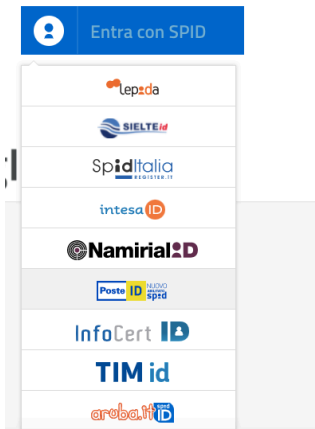 Entra con SPID
Lepida
SIELTE id
SpidItalia
REGISTER.IT
intesa ID
Namirial ID
Poste ID NUOVO
spid
InfoCert ID
TIM id
aruba.it spid ID